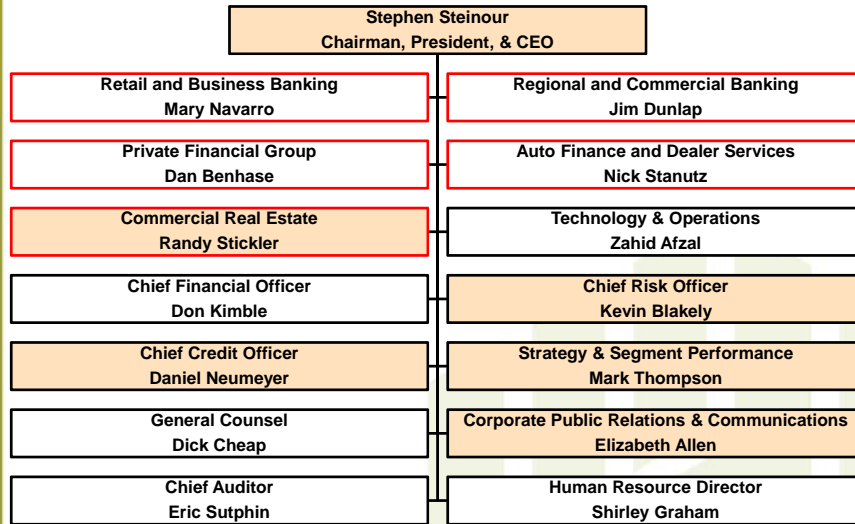 Stephen Steinour
Chairman, President, & CEO
Retail and Business Banking
Mary Navarro
Regional and Commercial Banking
Jim Dunlap
Private Financial Group
Dan Benhase
Auto Finance and Dealer Services
Nick Stanutz
Commercial Real Estate
Randy Stickler
Technology & Operations
Zahid Afzal
Chief Financial Officer
Don Kimble
Chief Risk Officer
Kevin Blakely
Chief Credit Officer
Daniel Neumeyer
Strategy & Segment Performance
Mark Thompson
General Counsel
Dick Cheap
Corporate Public Relations & Communications
Elizabeth Allen
Chief Auditor
Eric Sutphin
Human Resource Director
Shirley Graham